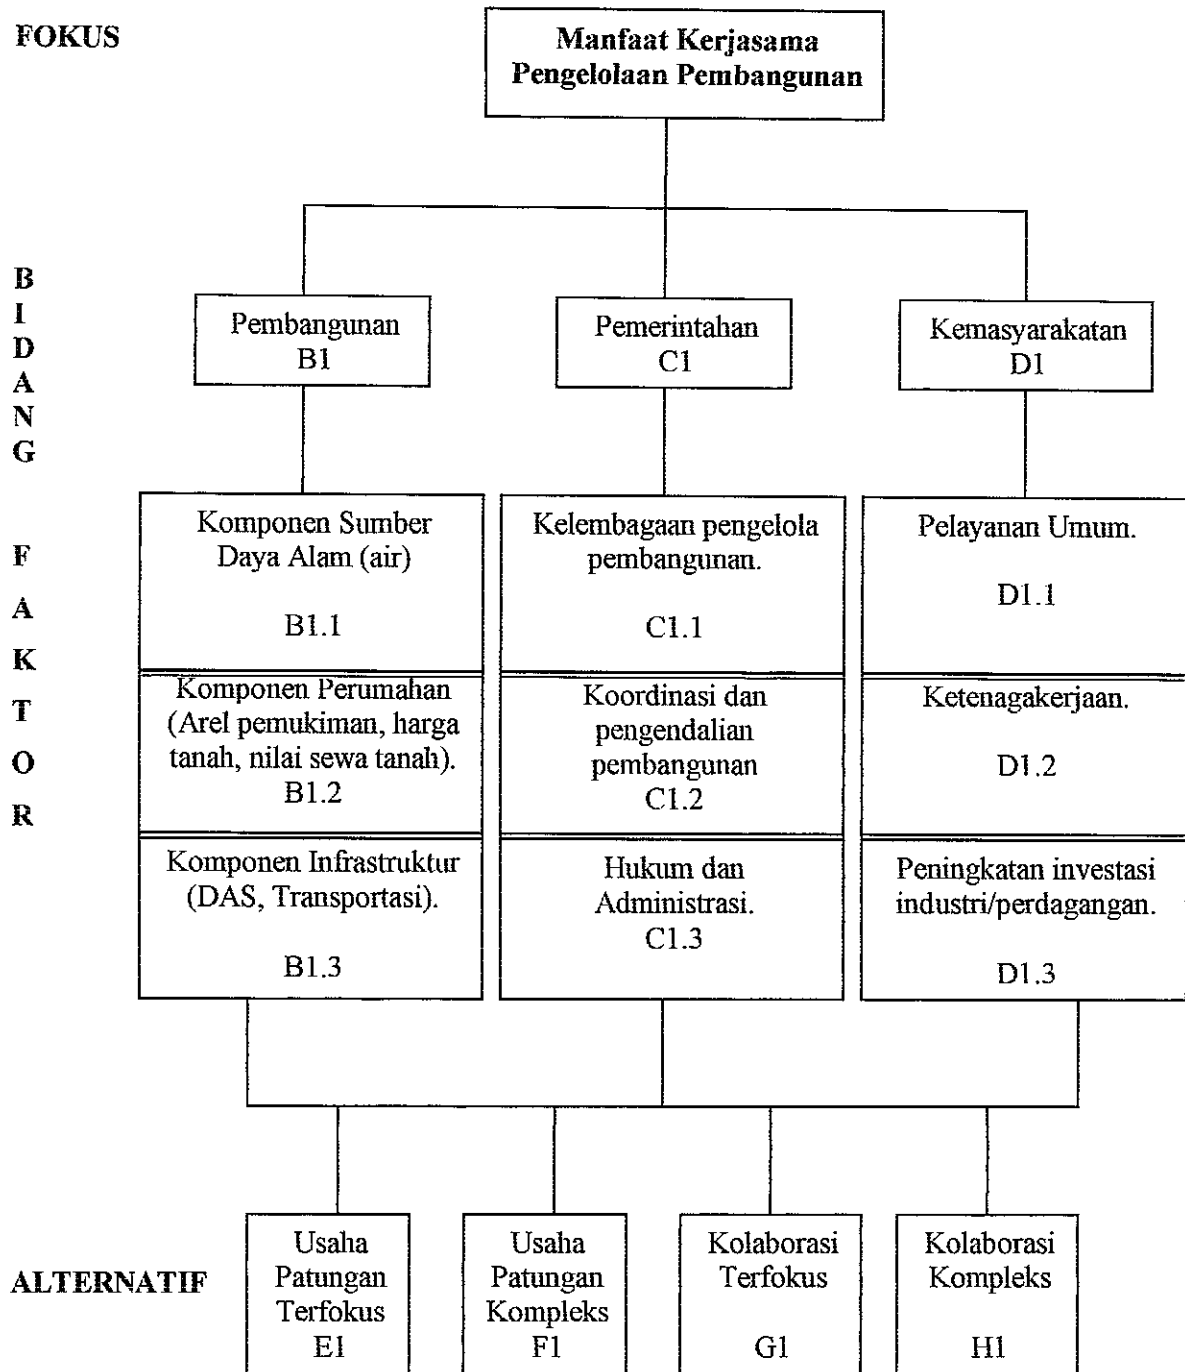 FOKUS
Manfaat Kerjasama
Pengelolaan Pembangunan
B
I
D
A
N
G
Pembangunan
B1
Pemerintahan
C1
Kemasyarakatan
D1
F
A
K
T
O
R
Komponen Sumber
Daya Alam (air)
B1.1
Kelembagaan pengelola
pembangunan.
C1.1
Pelayanan Umum.
D1.1
Komponen Perumahan
(Arel pemukiman, harga
tanah, nilai sewa tanah).
B1.2
Koordinasi dan
pengendalian
pembangunan
C1.2
Ketenagakerjaan.
D1.2
Komponen Infrastruktur
(DAS, Transportasi).
B1.3
Hukum dan
Administrasi.
C1.3
Peningkatan investasi
industri/perdagangan.
D1.3
ALTERNATIF
Usaha
Patungan
Terfokus
E1
Usaha
Patungan
Kompleks
F1
Kolaborasi
Terfokus
G1
Kolaborasi
Kompleks
H1